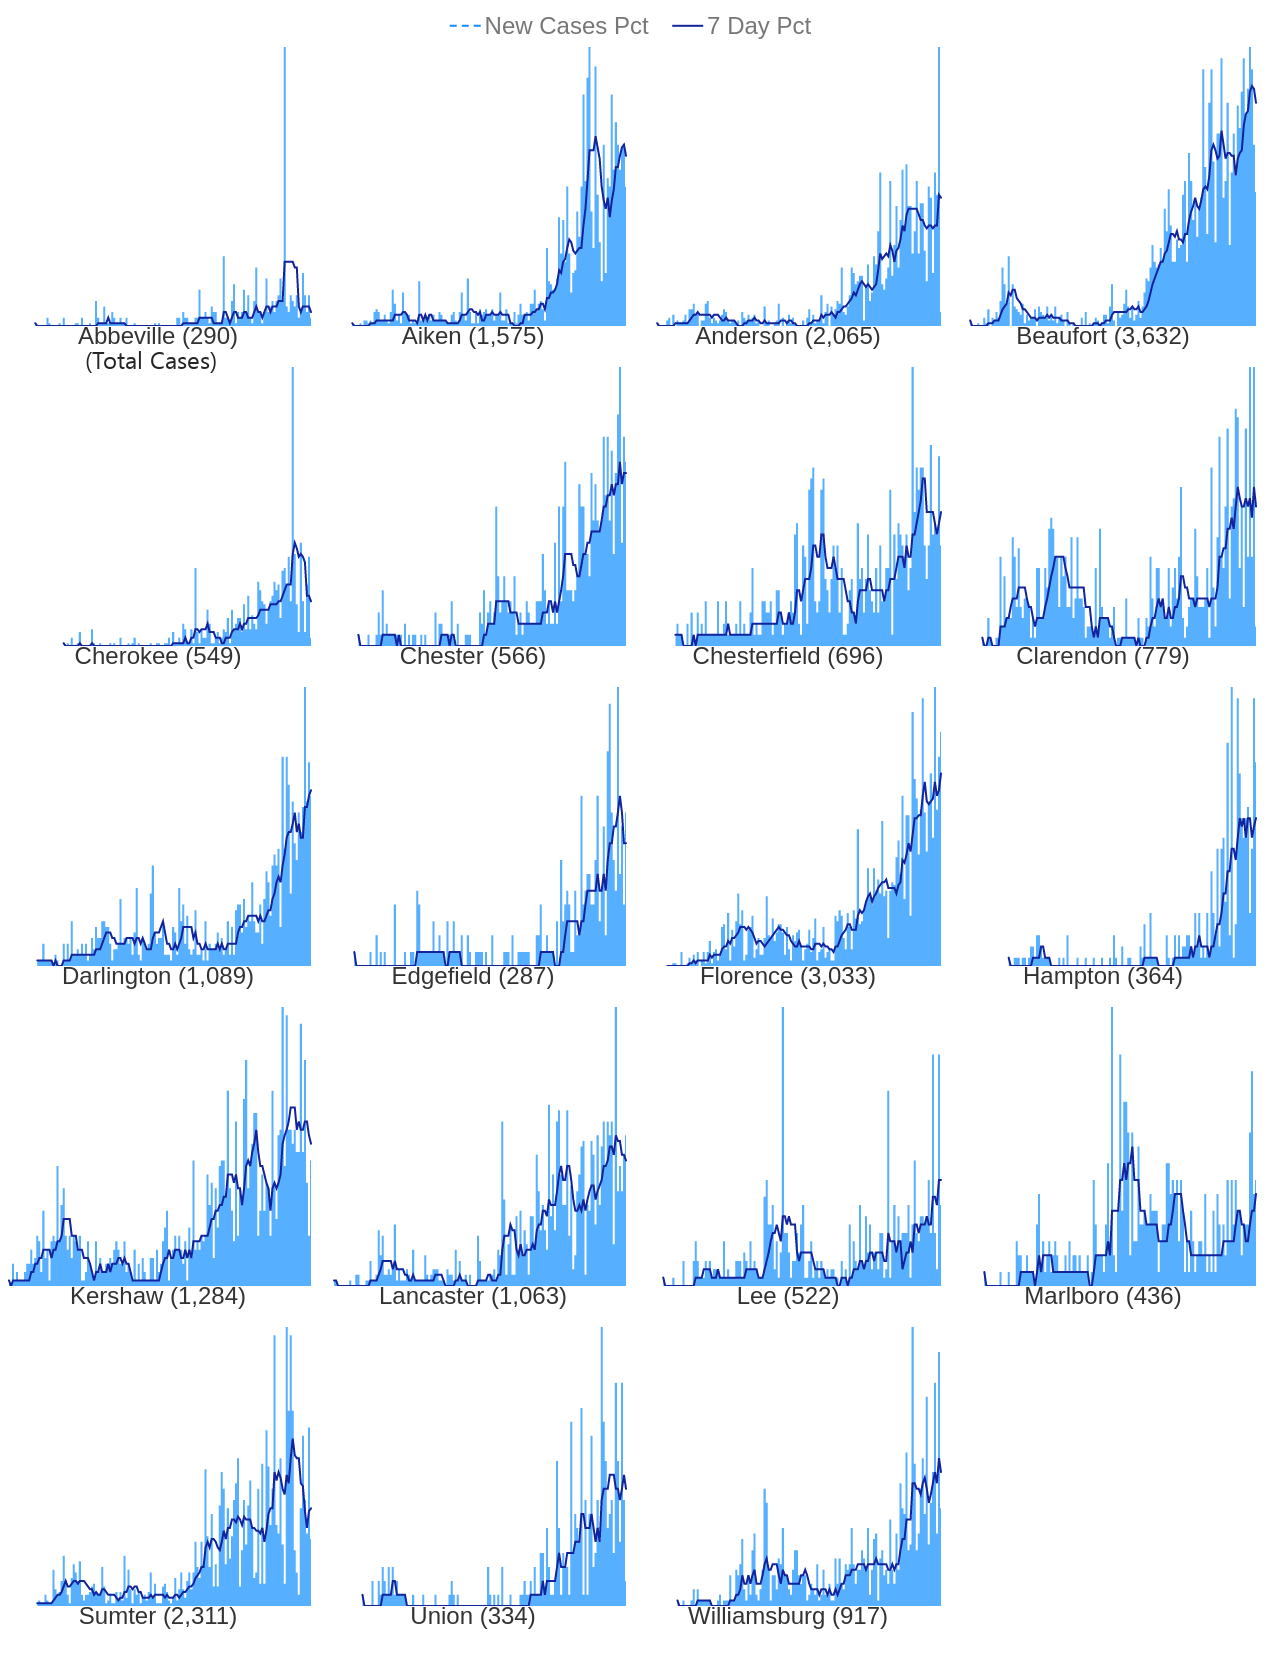 New Cases Pct 7 Day Pct
Abbeville (290) Aiken (1,575) Anderson (2,065) Beaufort (3,632)
(Total Cases)
Cherokee (549) Chester (566) Chesterfield (696) Clarendon (779)
Darlington (1,089) Edgefield (287) Florence (3,033) Hampton (364)
Kershaw (1,284) Lancaster (1,063) Lee (522) Marlboro (436)
Sumter (2,311) Union (334) Williamsburg (917)